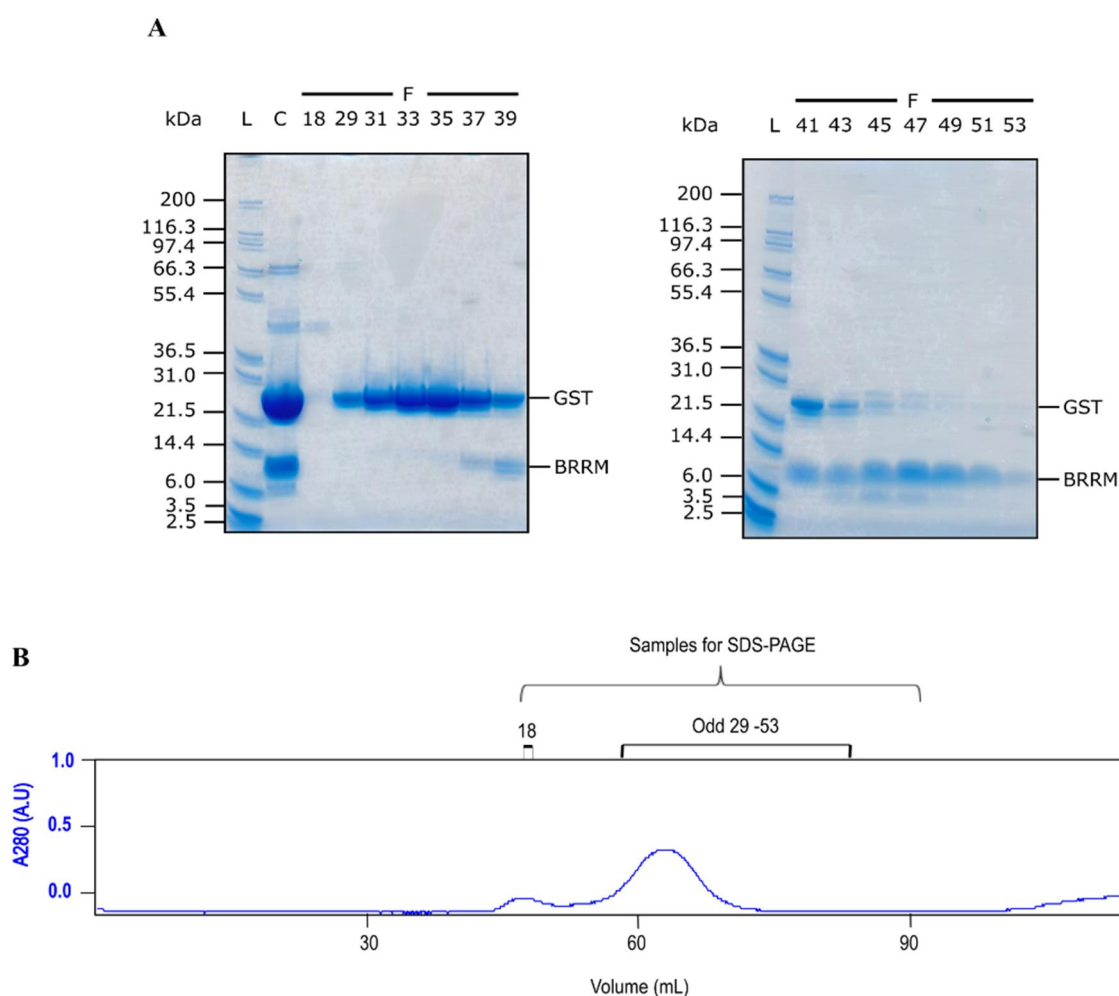 A
F
kDa L C 18 29 31 33 35 37 39
200
116.3
97.4
66.3
55.4
36.5
31.0
21.5
14.4
6.0
3.5
2.5
GST
BRRM
F
kDa L 41 43 45 47 49 51 53
200
116.3
97.4
66.3
55.4
36.5
31.0
21.5
14.4
6.0
3.5
2.5
GST
BRRM
B
Samples for SDS-PAGE
18
Odd 29 -53
A280 (A.U)
1.0
0.5
0.0
30 60 90
Volume (mL)